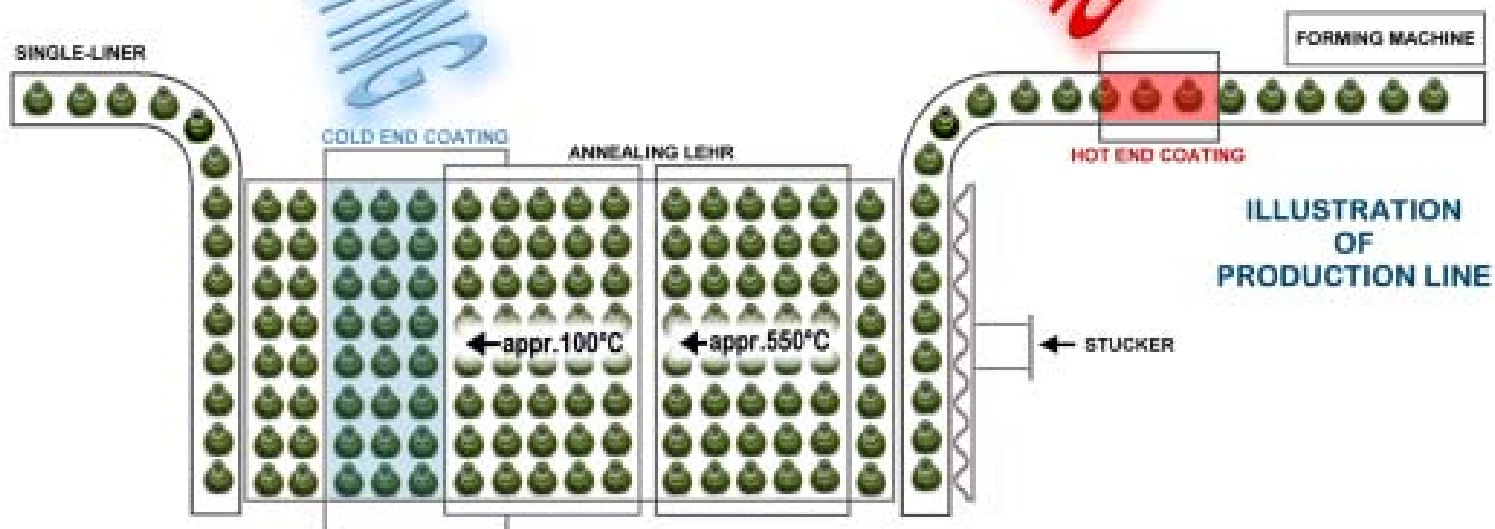 SINGLE-LINER
FORMING MACHINE
COLD END COATING
ANNEALING LEHR
HOT END COATING
ILLUSTRATION
OF
PRODUCTION LINE
←appr.100°C
←appr.550°C
← STUCKER